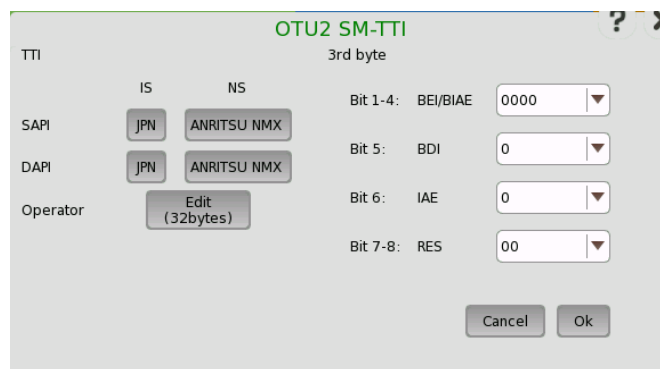 OTU2 SM-TTI
?
TTI
3rd byte
IS NS
Bit 1-4: BEI/BIAE 0000
SAPI JPN ANRITSU NMX
Bit 5: BDI 0
DAPI JPN ANRITSU NMX
Operator Edit
(32bytes)
Bit 6: IAE 0
Bit 7-8: RES 00
Cancel Ok